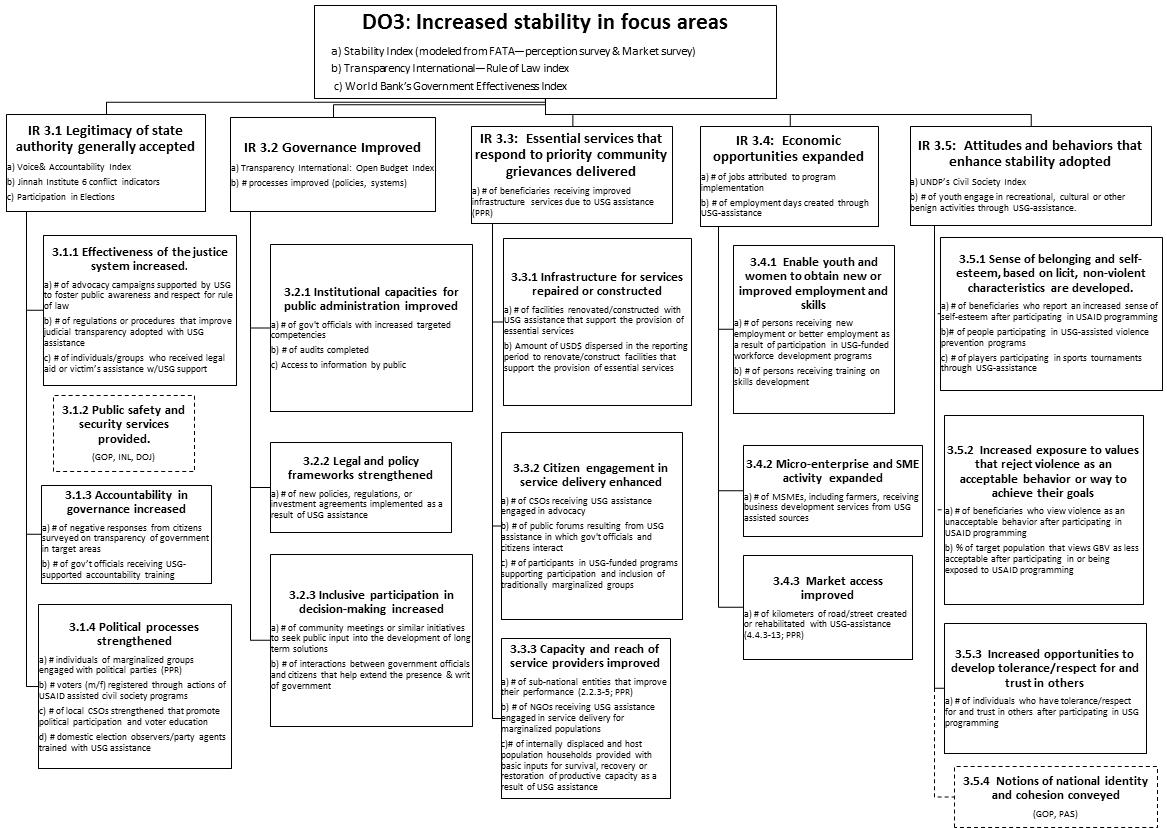 DO3: Increased stability in focus areas
a) Stability Index (modeled from FATA—perception survey & Market survey)
b) Transparency International—Rule of Law index
c) World Bank's Government Effectiveness Index
IR 3.1 Legitimacy of state
authority generally accepted
a) Voice& Accountability Index
b) Jinnah Institute 6 conflict indicators
c) Participation in Elections
3.1.1 Effectiveness of the justice
system increased.
a) # of advocacy campaigns supported by USG
to foster public awareness and respect for rule
of law
b) # of regulations or procedures that improve
judicial transparency adopted with USG
assistance
c) # of individuals/groups who received legal
aid or victim's assistance w/USG support
3.1.2 Public safety and
security services
provided.
(GOP, INL, DOJ)
3.1.3 Accountability in
governance increased
a) # of negative responses from citizens
surveyed on transparency of government
in target areas
b) # of gov't officials receiving USG-
supported accountability training
3.1.4 Political processes
strengthened
a) # individuals of marginalized groups
engaged with political parties (PPR)
b) # voters (m/f) registered through actions of
USAID assisted civil society programs
c) # of local CSOs strengthened that promote
political participation and voter education
d) # domestic election observers/party agents
trained with USG assistance
IR 3.2 Governance Improved
a) Transparency International: Open Budget Index
b) # processes improved (policies, systems)
3.2.1 Institutional capacities for
public administration improved
a) # of gov't officials with increased targeted
competencies
b) # of audits completed
c) Access to information by public
3.2.2 Legal and policy
frameworks strengthened
a) # of new policies, regulations, or
investment agreements implemented as a
result of USG assistance
3.2.3 Inclusive participation in
decision-making increased
a) # of community meetings or similar initiatives
to seek public input into the development of long
term solutions
b) # of interactions between government officials
and citizens that help extend the presence & writ
of government
IR 3.3: Essential services that
respond to priority community
grievances delivered
a) # of beneficiaries receiving improved
infrastructure services due to USG assistance
(PPR)
3.3.1 Infrastructure for services
repaired or constructed
a) # of facilities renovated/constructed with
USG assistance that support the provision of
essential services
b) Amount of USD$ dispersed in the reporting
period to renovate/construct facilities that
support the provision of essential services
3.3.2 Citizen engagement in
service delivery enhanced
a) # of CSOs receiving USG assistance
engaged in advocacy
b) # of public forums resulting from USG
assistance in which gov't officials and
citizens interact
c) # of participants in USG-funded programs
supporting participation and inclusion of
traditionally marginalized groups
3.3.3 Capacity and reach of
service providers improved
a) # of sub-national entities that improve
their performance (2.2.3-5; PPR)
b) # of NGOs receiving USG assistance
engaged in service delivery for
marginalized populations
c)# of internally displaced and host
population households provided with
basic inputs for survival, recovery or
restoration of productive capacity as a
result of USG assistance
IR 3.4: Economic
opportunities expanded
a) # of jobs attributed to program
implementation
b) # of employment days created through
USG-assistance
3.4.1 Enable youth and
women to obtain new or
improved employment and
skills
a) # of persons receiving new
employment or better employment as
a result of participation in USG-funded
workforce development programs
b) # of persons receiving training on
skills development
3.4.2 Micro-enterprise and SME
activity expanded
a) # of MSMEs, including farmers, receiving
business development services from USG
assisted sources
3.4.3 Market access
improved
a) # of kilometers of road/street created
or rehabilitated with USG-assistance
(4.4.3-13; PPR)
IR 3.5: Attitudes and behaviors that
enhance stability adopted
a) UNDP's Civil Society Index
b) # of youth engage in recreational, cultural or other
benign activities through USG-assistance.
3.5.1 Sense of belonging and self-
esteem, based on licit, non-violent
characteristics are developed.
a) # of beneficiaries who report an increased sense of
self-esteem after participating in USAID programming
b)# of people participating in USG-assisted violence
prevention programs
c) # of players participating in sports tournaments
through USG-assistance
3.5.2 Increased exposure to values
that reject violence as an
acceptable behavior or way to
achieve their goals
a) # of beneficiaries who view violence as an
unacceptable behavior after participating in
USAID programming
b) % of target population that views GBV as less
acceptable after participating in or being
exposed to USAID programming
3.5.3 Increased opportunities to
develop tolerance/respect for and
trust in others
a) # of individuals who have tolerance/respect
for and trust in others after participating in USG
programming
3.5.4 Notions of national identity
and cohesion conveyed
(GOP, PAS)